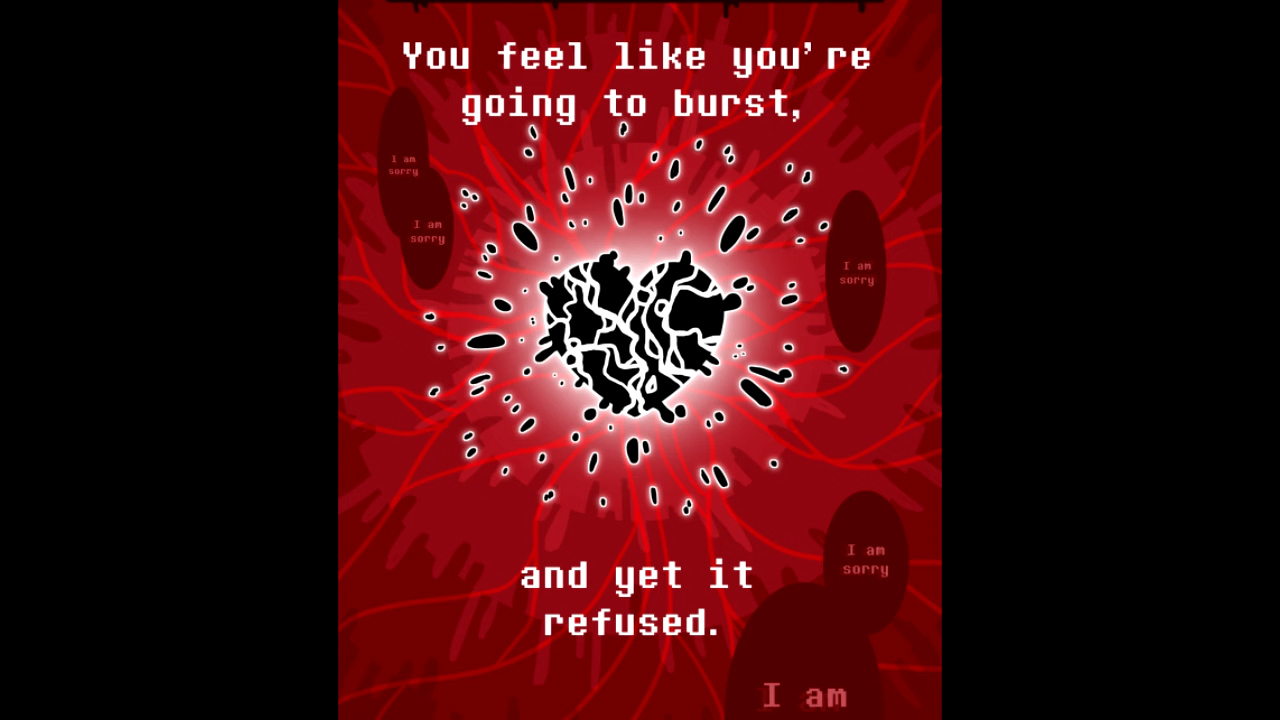 You feel like you're
going to burst,
I am
sorry
I am
sorry
I am
sorry
and yet it
refused.
I am
sorry
I am